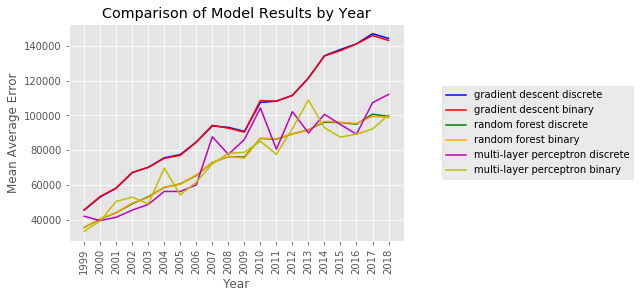 Comparison of Model Results by Year
Mean Average Error
140000
120000
100000
80000
60000
40000
1999
2000
2001
2002
2003
2004
2005
2006
2007
2008
2009
2010
2011
2012
2013
2014
2015
2016
2017
2018
Year
gradient descent discrete
gradient descent binary
random forest discrete
random forest binary
multi-layer perceptron discrete
multi-layer perceptron binary